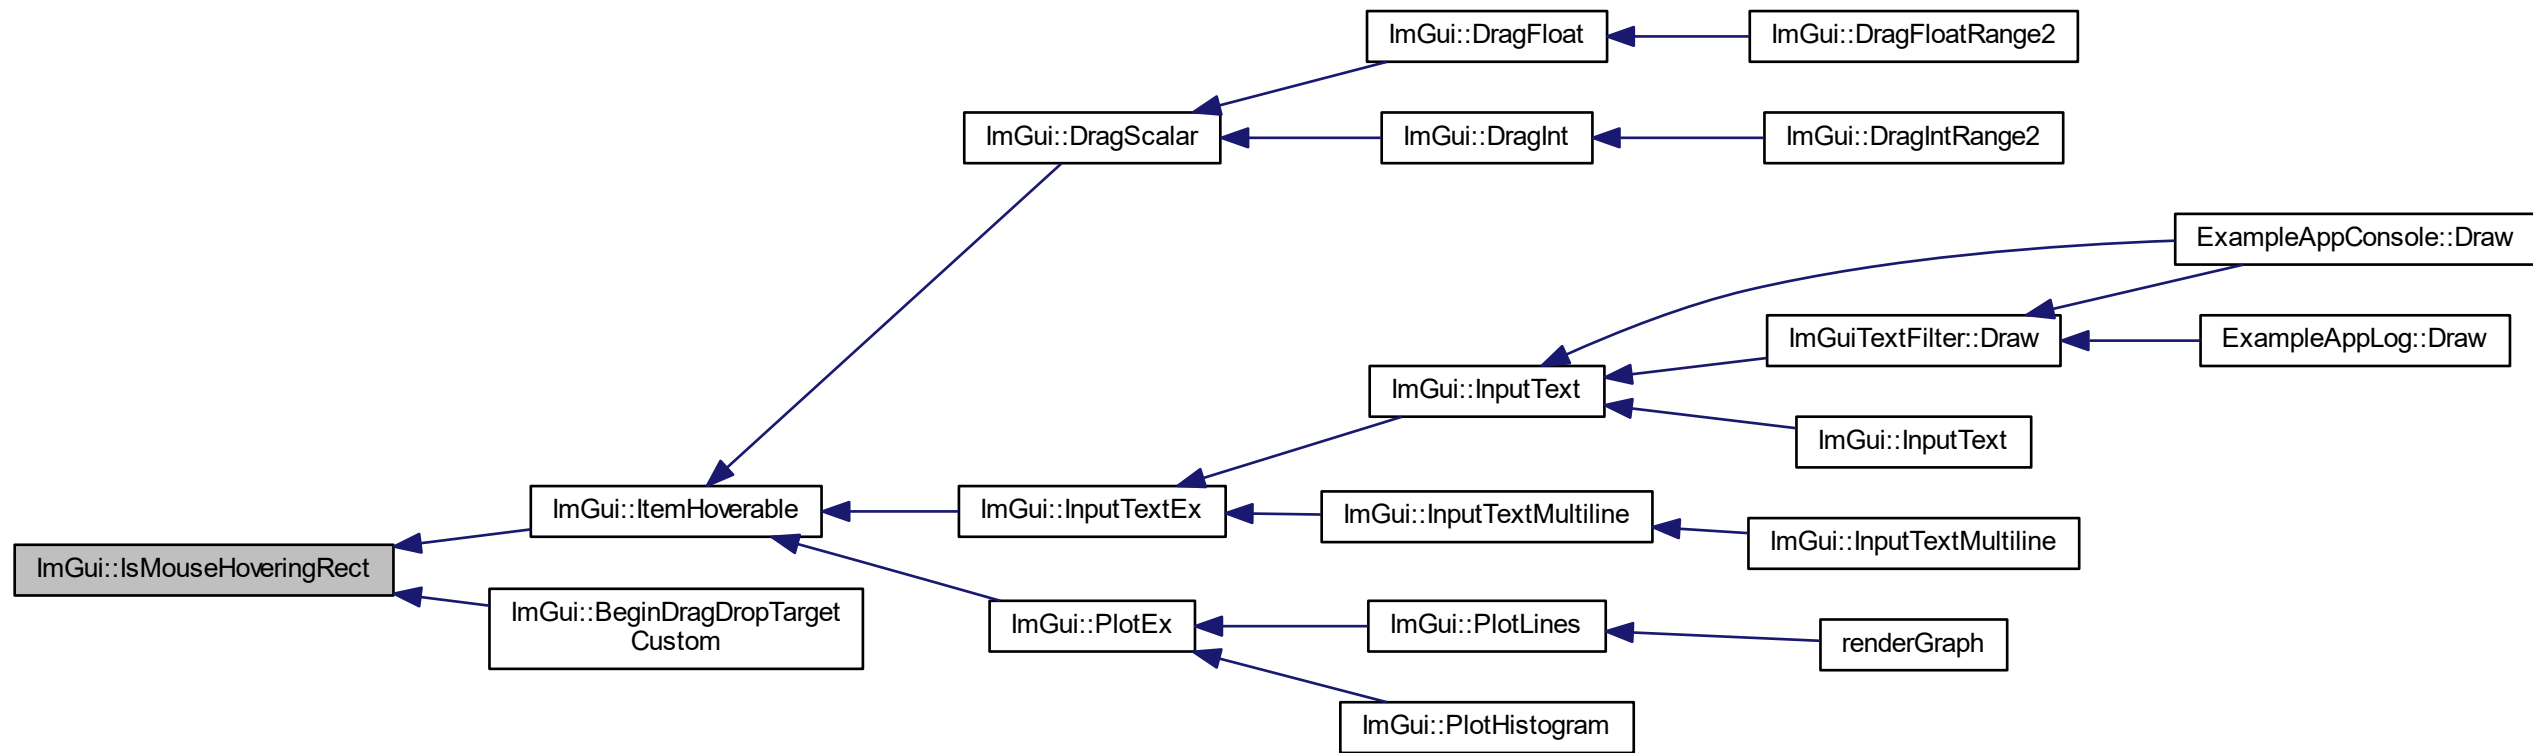 ImGui::DragFloat
ImGui::DragFloatRange2
ImGui::DragScalar
ImGui::DragInt
ImGui::DragIntRange2
ExampleAppConsole::Draw
ImGuiTextFilter::Draw
ExampleAppLog::Draw
ImGui::InputText
ImGui::InputText
ImGui::ItemHoverable
ImGui::InputTextEx
ImGui::InputTextMultiline
ImGui::InputTextMultiline
ImGui::IsMouseHoveringRect
ImGui::BeginDragDropTarget
Custom
ImGui::PlotEx
ImGui::PlotLines
renderGraph
ImGui::PlotHistogram